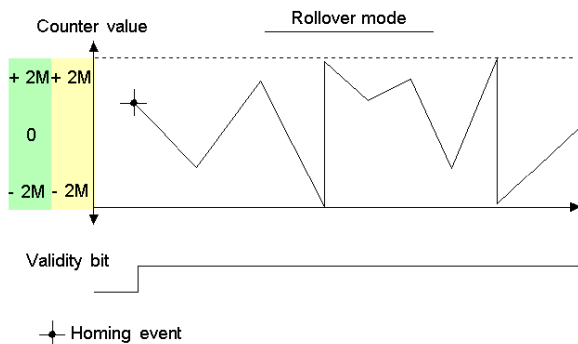 Rollover mode
Counter value
+ 2M + 2M
0
- 2M - 2M
Validity bit
Homing event